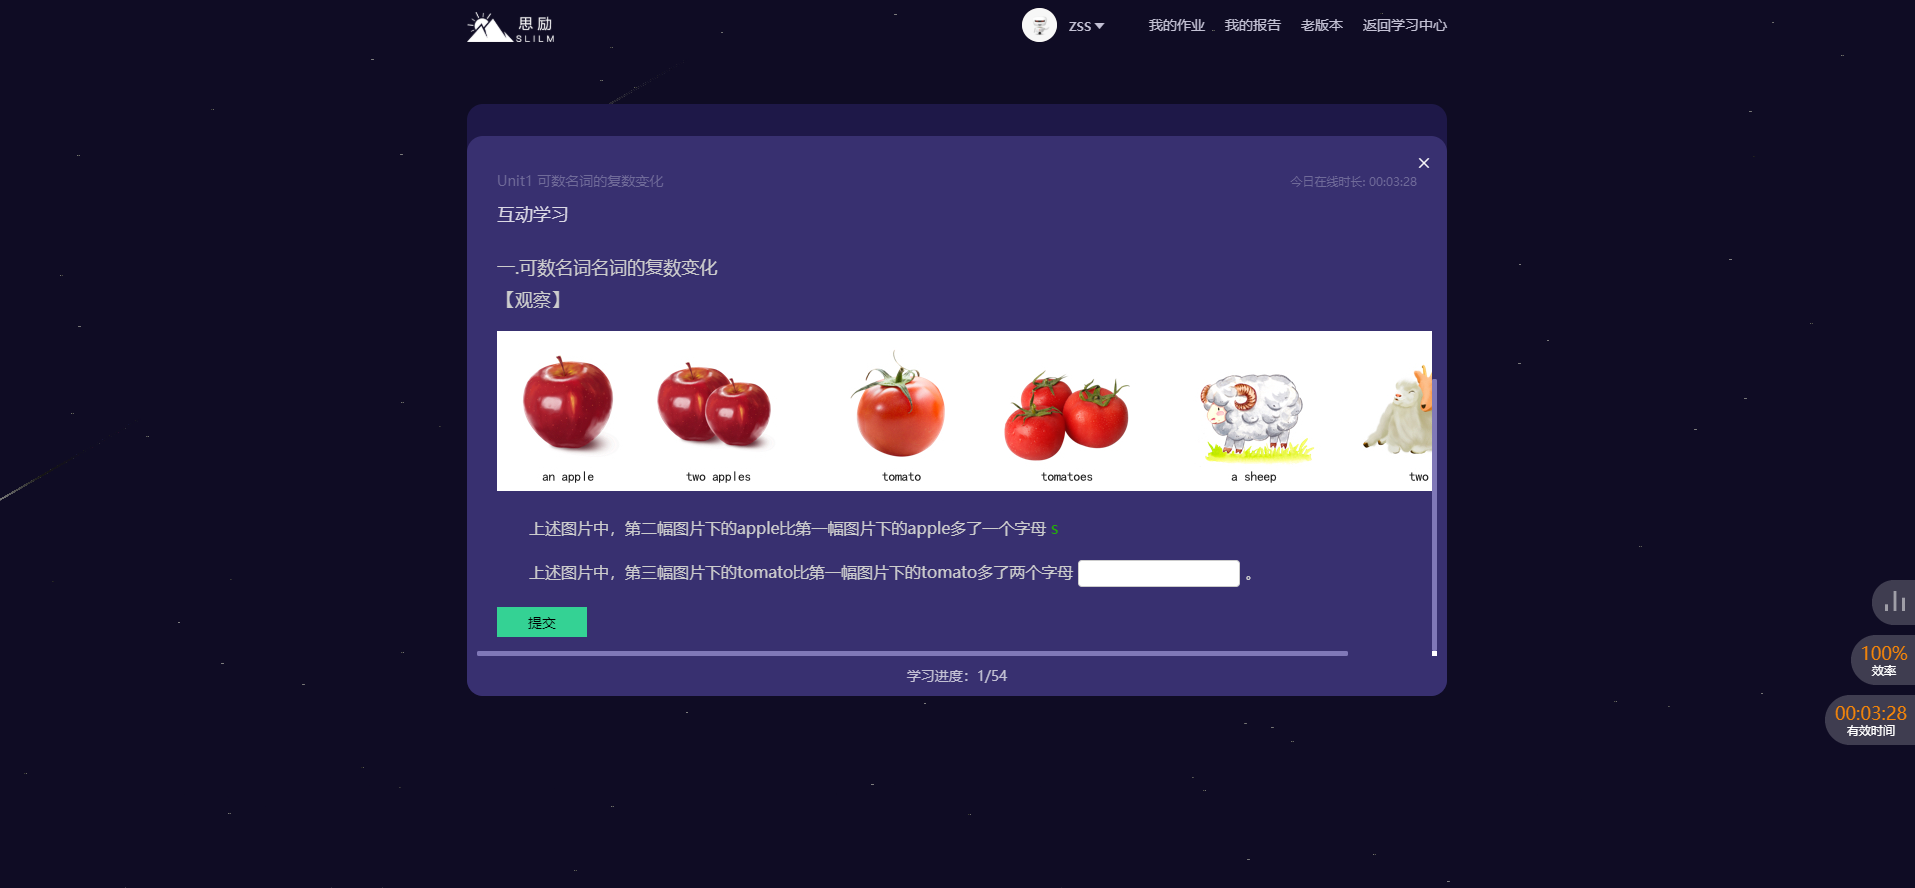 思励
SLILM
zss
我的作业
我的报告
老版本
返回学习中心
Unit1 可数名词的复数变化
今日在线时长: 00:03:28
互动学习
一.可数名词名词的复数变化
【观察】
an apple
two apples
tomato
tomatoes
a sheep
two
上述图片中，第二幅图片下的apple比第一幅图片下的apple多了一个字母 s
上述图片中，第三幅图片下的tomato比第一幅图片下的tomato多了两个字母 。
提交
学习进度：1/54
100%
效率
00:03:28
有效时间